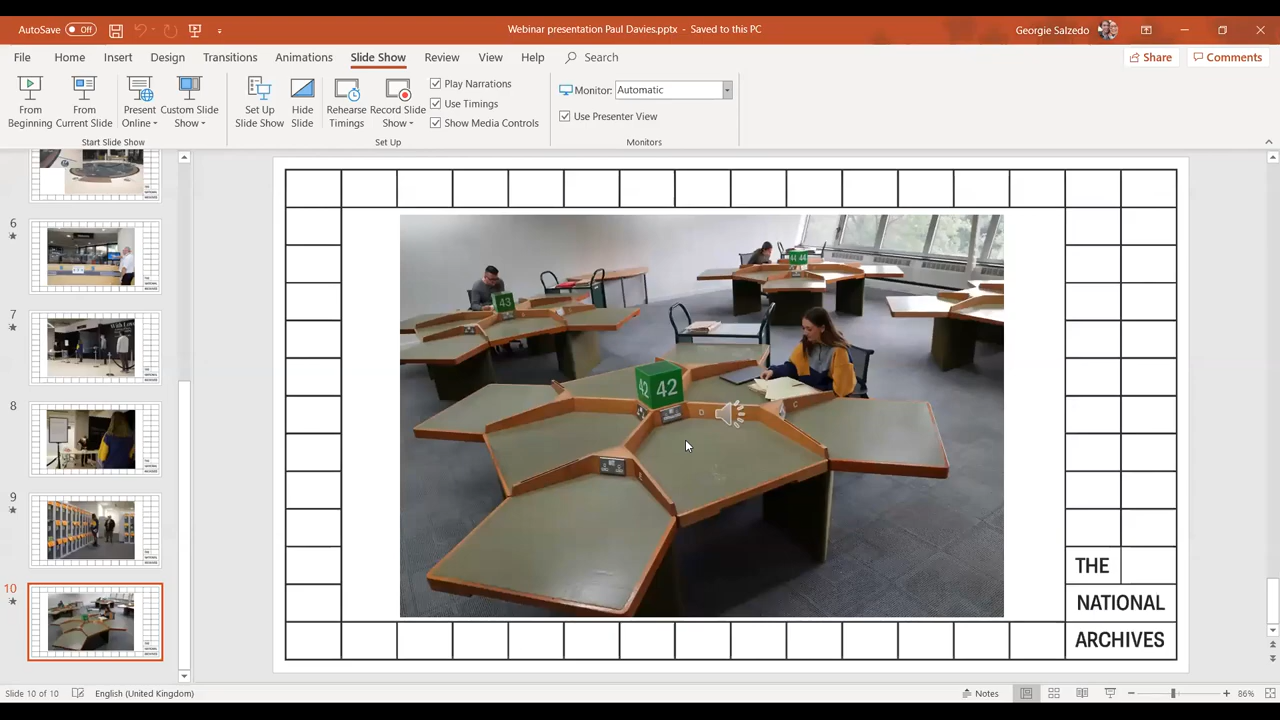 AutoSave Off
Webinar presentation Paul Davies.pptx - Saved to this PC
Georgie Salzedo
File Home Insert Design Transitions Animations Slide Show Review View Help Search
Share Comments
From Beginning
From Current Slide
Present Online
Custom Slide Show
Set Up Slide Show
Hide Slide
Rehearse Timings
Record Slide Show
Play Narrations
Use Timings
Show Media Controls
Monitor: Automatic
Use Presenter View
Start Slide Show
Set Up
Monitors
6
7
8
9
10
43
44 44
42 42
D
C
THE
NATIONAL
ARCHIVES
Slide 10 of 10
English (United Kingdom)
Notes
86%